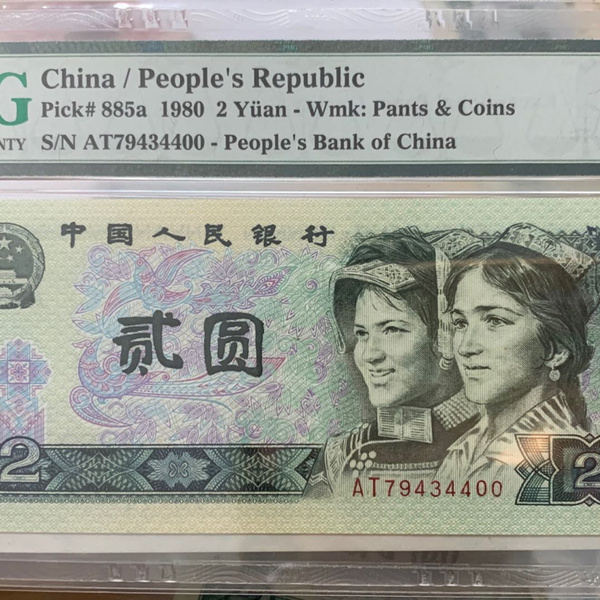 G China / People's Republic
Pick# 885a 1980 2 Yüan - Wmk: Pants & Coins
NTY S/N AT79434400 - People's Bank of China
中国人民银行
贰圆
AT79434400
2 2